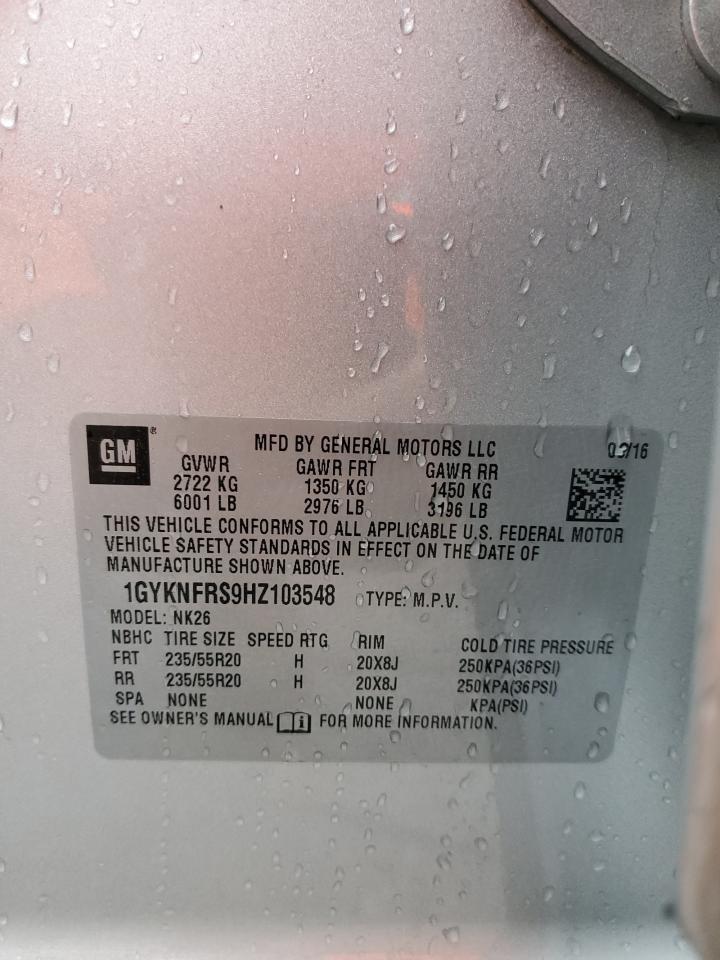 GM
®
MFD BY GENERAL MOTORS LLC
GVWR GAWR FRT GAWR RR
2722 KG 1350 KG 1450 KG
6001 LB 2976 LB 3196 LB
THIS VEHICLE CONFORMS TO ALL APPLICABLE U.S. FEDERAL MOTOR
VEHICLE SAFETY STANDARDS IN EFFECT ON THE DATE OF
MANUFACTURE SHOWN ABOVE.
1GYKNFRS9HZ103548 TYPE: M.P.V.
MODEL: NK26
NBHC TIRE SIZE SPEED RTG RIM COLD TIRE PRESSURE
FRT 235/55R20 H 20X8J 250KPA(36PSI)
RR 235/55R20 H 20X8J 250KPA(36PSI)
SPA NONE NONE KPA(PSI)
SEE OWNER'S MANUAL FOR MORE INFORMATION.